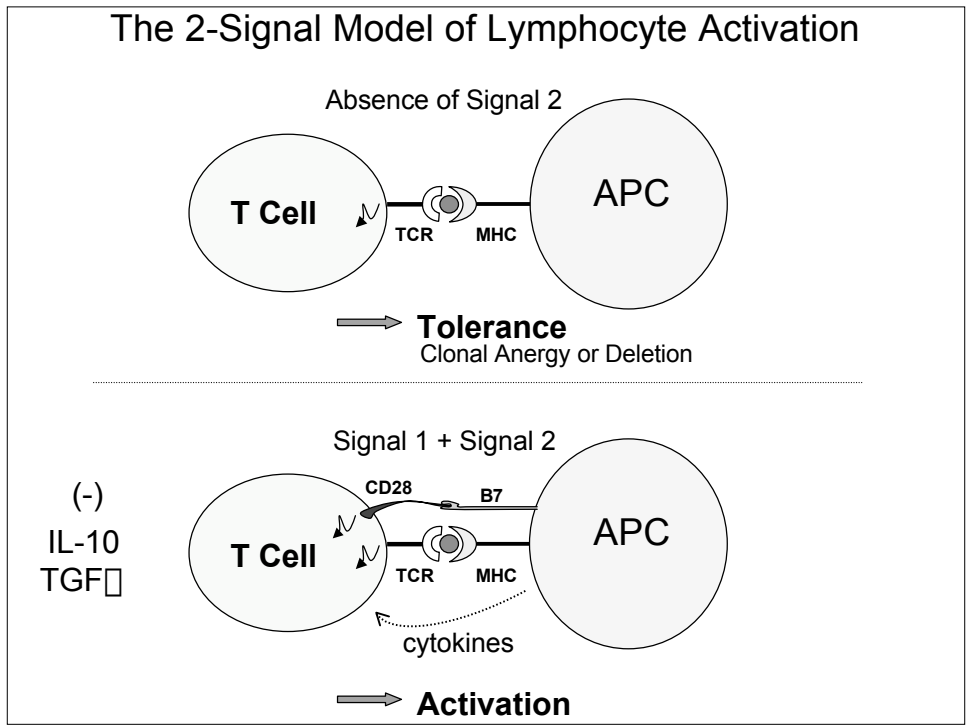 The 2-Signal Model of Lymphocyte Activation
Absence of Signal 2
T Cell
TCR
MHC
APC
Tolerance
Clonal Anergy or Deletion
Signal 1 + Signal 2
(-)
IL-10
TGF▯
CD28
B7
T Cell
TCR
MHC
APC
cytokines
Activation